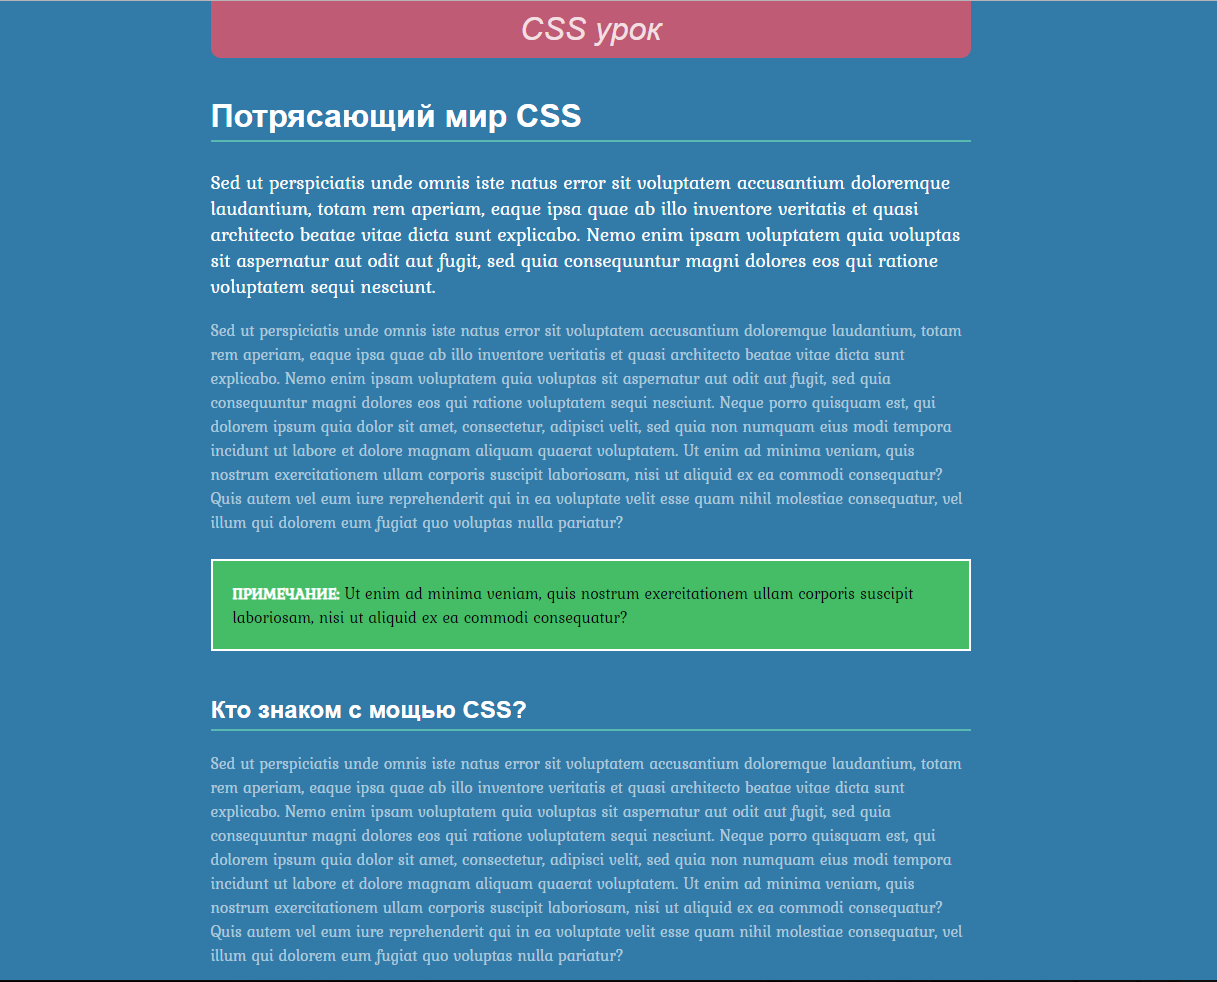 CSS урок
Потрясающий мир CSS
Sed ut perspiciatis unde omnis iste natus error sit voluptatem accusantium doloremque
laudantium, totam rem aperiam, eaque ipsa quae ab illo inventore veritatis et quasi
architecto beatae vitae dicta sunt explicabo. Nemo enim ipsam voluptatem quia voluptas
sit aspernatur aut odit aut fugit, sed quia consequuntur magni dolores eos qui ratione
voluptatem sequi nesciunt.
Sed ut perspiciatis unde omnis iste natus error sit voluptatem accusantium doloremque laudantium, totam
rem aperiam, eaque ipsa quae ab illo inventore veritatis et quasi architecto beatae vitae dicta sunt
explicabo. Nemo enim ipsam voluptatem quia voluptas sit aspernatur aut odit aut fugit, sed quia
consequuntur magni dolores eos qui ratione voluptatem sequi nesciunt. Neque porro quisquam est, qui
dolorem ipsum quia dolor sit amet, consectetur, adipisci velit, sed quia non numquam eius modi tempora
incidunt ut labore et dolore magnam aliquam quaerat voluptatem. Ut enim ad minima veniam, quis
nostrum exercitationem ullam corporis suscipit laboriosam, nisi ut aliquid ex ea commodi consequatur?
Quis autem vel eum iure reprehenderit qui in ea voluptate velit esse quam nihil molestiae consequatur, vel
illum qui dolorem eum fugiat quo voluptas nulla pariatur?
ПРИМЕЧАНИЕ: Ut enim ad minima veniam, quis nostrum exercitationem ullam corporis suscipit
laboriosam, nisi ut aliquid ex ea commodi consequatur?
Кто знаком с мощью CSS?
Sed ut perspiciatis unde omnis iste natus error sit voluptatem accusantium doloremque laudantium, totam
rem aperiam, eaque ipsa quae ab illo inventore veritatis et quasi architecto beatae vitae dicta sunt
explicabo. Nemo enim ipsam voluptatem quia voluptas sit aspernatur aut odit aut fugit, sed quia
consequuntur magni dolores eos qui ratione voluptatem sequi nesciunt. Neque porro quisquam est, qui
dolorem ipsum quia dolor sit amet, consectetur, adipisci velit, sed quia non numquam eius modi tempora
incidunt ut labore et dolore magnam aliquam quaerat voluptatem. Ut enim ad minima veniam, quis
nostrum exercitationem ullam corporis suscipit laboriosam, nisi ut aliquid ex ea commodi consequatur?
Quis autem vel eum iure reprehenderit qui in ea voluptate velit esse quam nihil molestiae consequatur, vel
illum qui dolorem eum fugiat quo voluptas nulla pariatur?